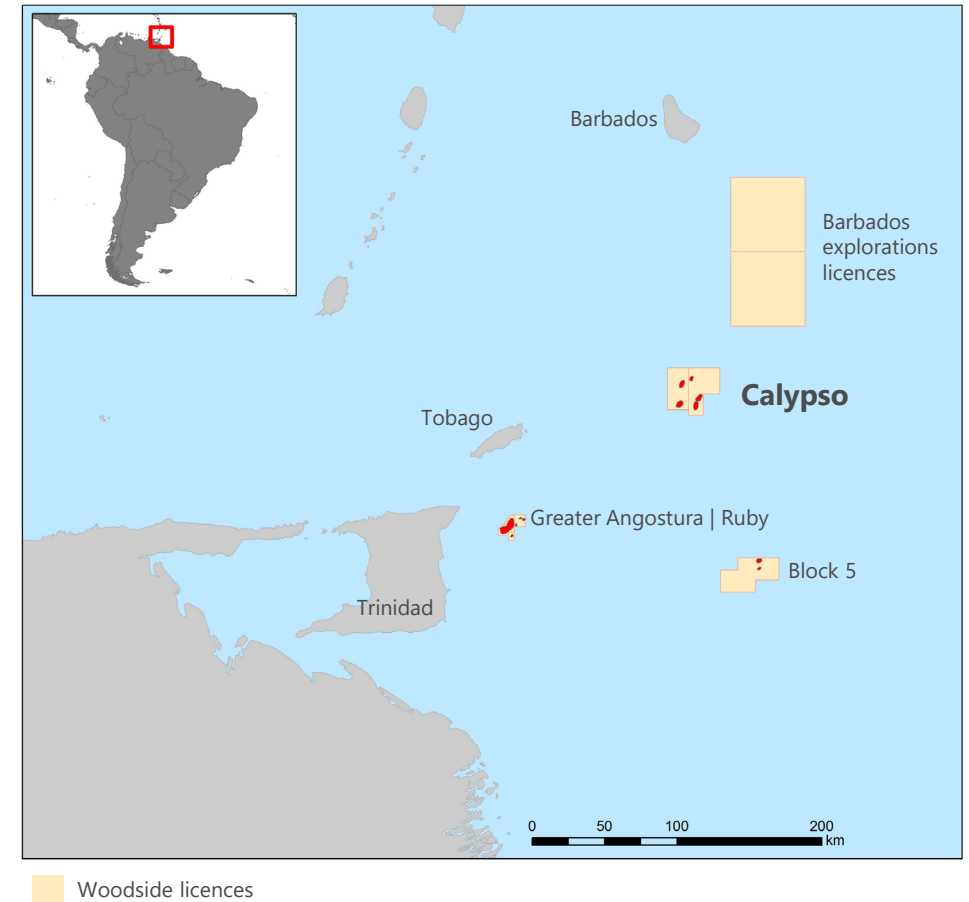 Barbados
Barbados
explorations
licences
Calypso
Tobago
Greater Angostura | Ruby
Block 5
Trinidad
0 50 100 200
km
Woodside licences